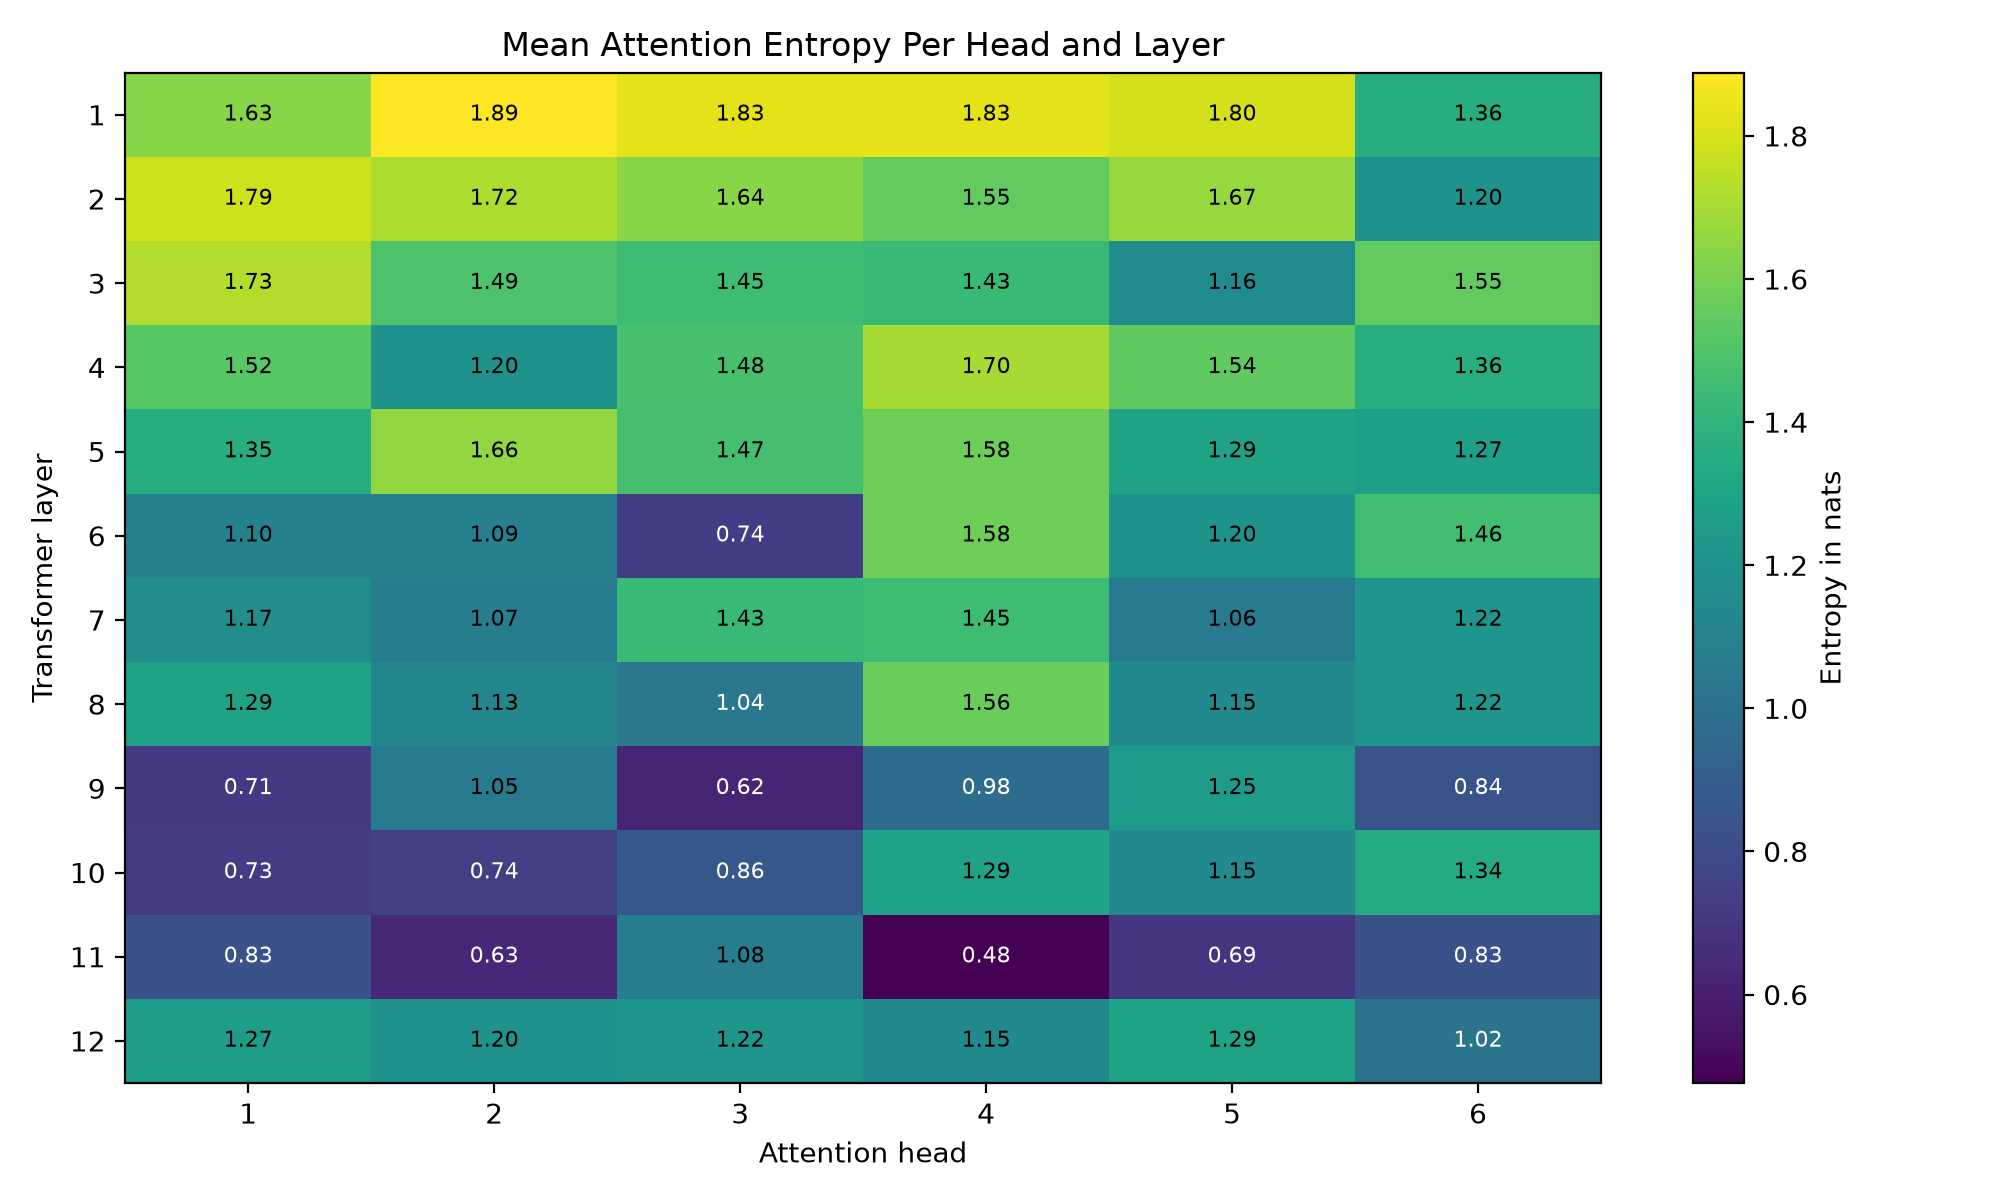 Mean Attention Entropy Per Head and Layer
1 1.63 1.89 1.83 1.83 1.80 1.36
2 1.79 1.72 1.64 1.55 1.67 1.20
3 1.73 1.49 1.45 1.43 1.16 1.55
4 1.52 1.20 1.48 1.70 1.54 1.36
5 1.35 1.66 1.47 1.58 1.29 1.27
6 1.10 1.09 0.74 1.58 1.20 1.46
7 1.17 1.07 1.43 1.45 1.06 1.22
8 1.29 1.13 1.04 1.56 1.15 1.22
9 0.71 1.05 0.62 0.98 1.25 0.84
10 0.73 0.74 0.86 1.29 1.15 1.34
11 0.83 0.63 1.08 0.48 0.69 0.83
12 1.27 1.20 1.22 1.15 1.29 1.02
1 2 3 4 5 6
Attention head
Transformer layer
1.8
1.6
1.4
1.2
1.0
0.8
0.6
Entropy in nats